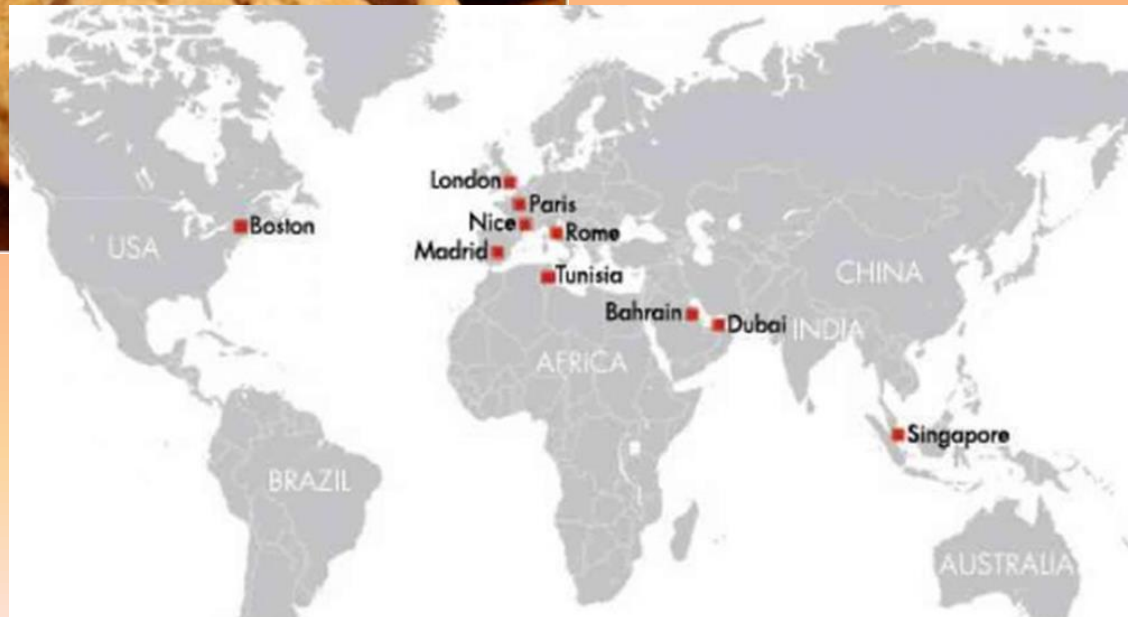 London
Paris
Nice
Boston
Rome
USA
Madrid
CHINA
Tunisia
Bahrain
Dubai
INDIA
AFRICA
Singapore
BRAZIL
AUSTRALIA